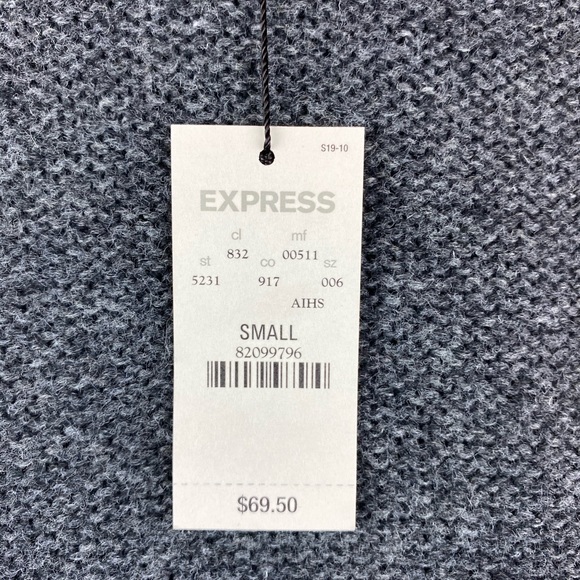 S19-10
EXPRESS
cl mf
832 00511
st co sz
5231 917 006
AIHS
SMALL
82099796
$69.50